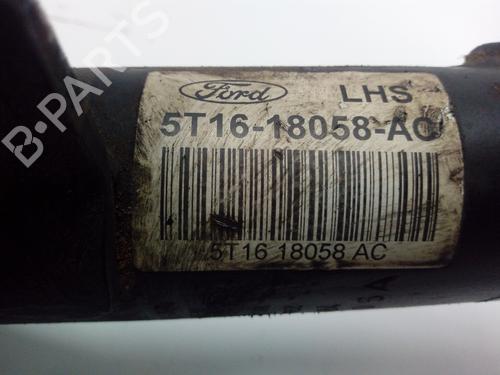 Ford LHS
5T16-18058-AC
5T16 18058 AC
B-PARTS